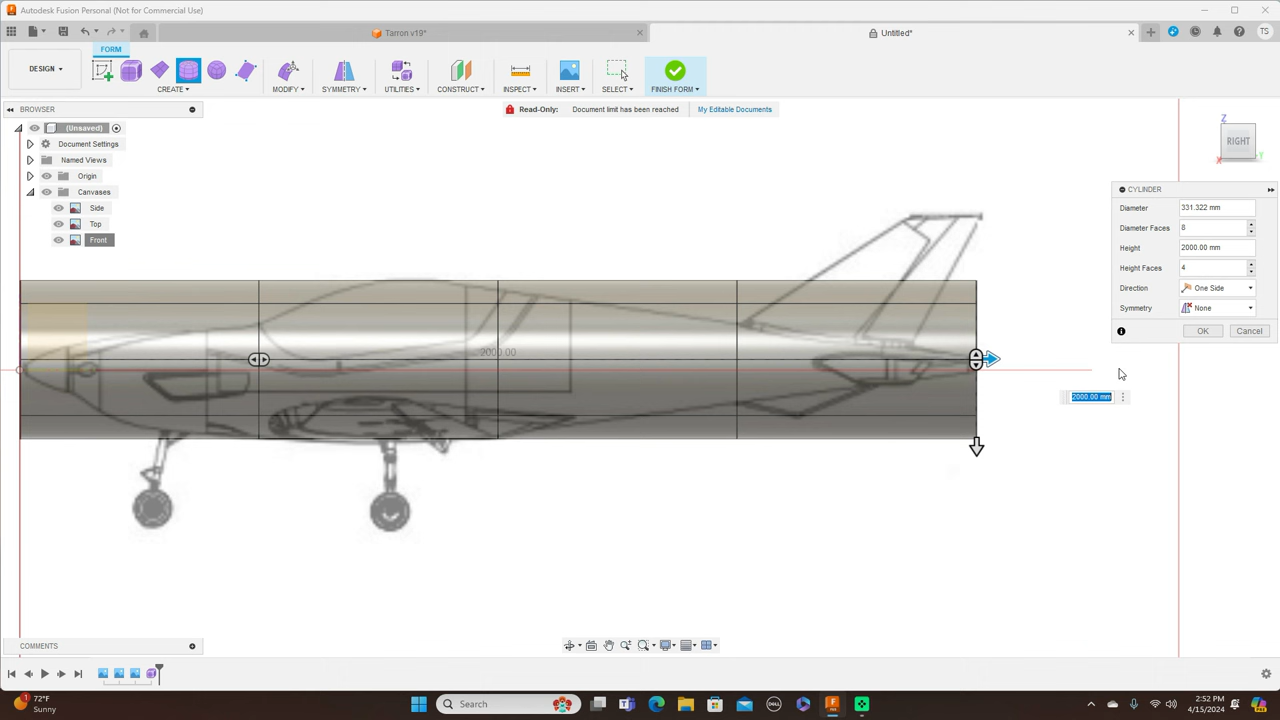 Autodesk Fusion Personal (Not for Commercial Use)
Tarron v19*
Untitled*
TS
FORM
DESIGN
CREATE
MODIFY
SYMMETRY
UTILITIES
CONSTRUCT
INSPECT
INSERT
SELECT
FINISH FORM
BROWSER
Read-Only: Document limit has been reached My Editable Documents
(Unsaved)
Document Settings
Named Views
Origin
Canvases
Side
Top
Front
Z
RIGHT
X
Y
CYLINDER
Diameter 331.322 mm
Diameter Faces 8
Height 2000.00 mm
Height Faces 4
Direction One Side
Symmetry None
OK Cancel
2000.00
2000.00 mm
COMMENTS
72°F
Sunny
1
Search
DELL
2:52 PM
4/15/2024